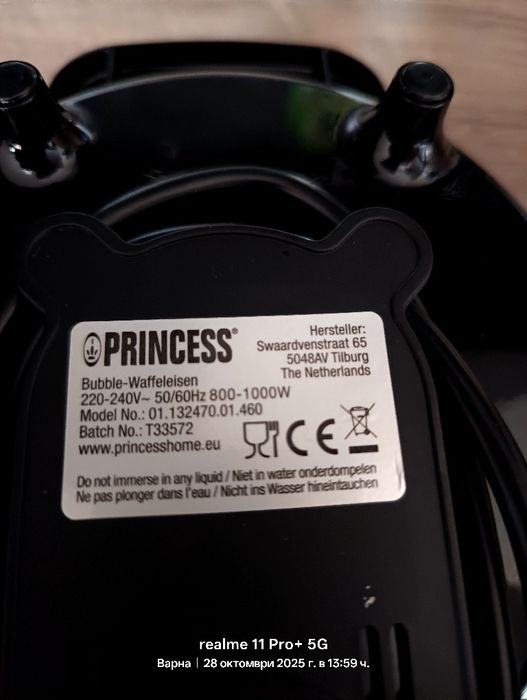 PRINCESS®
Hersteller:
Swaardvenstraat 65
5048AV Tilburg
The Netherlands
Bubble-Waffeleisen
220-240V~ 50/60Hz 800-1000W
Model No.: 01.132470.01.460
Batch No.: T33572
www.princesshome.eu
CE
Do not immerse in any liquid / Niet in water onderdompelen
Ne pas plonger dans l'eau / Nicht ins Wasser hineintauchen
realme 11 Pro+ 5G
Варна | 28 октомври 2025 г. в 13:59 ч.